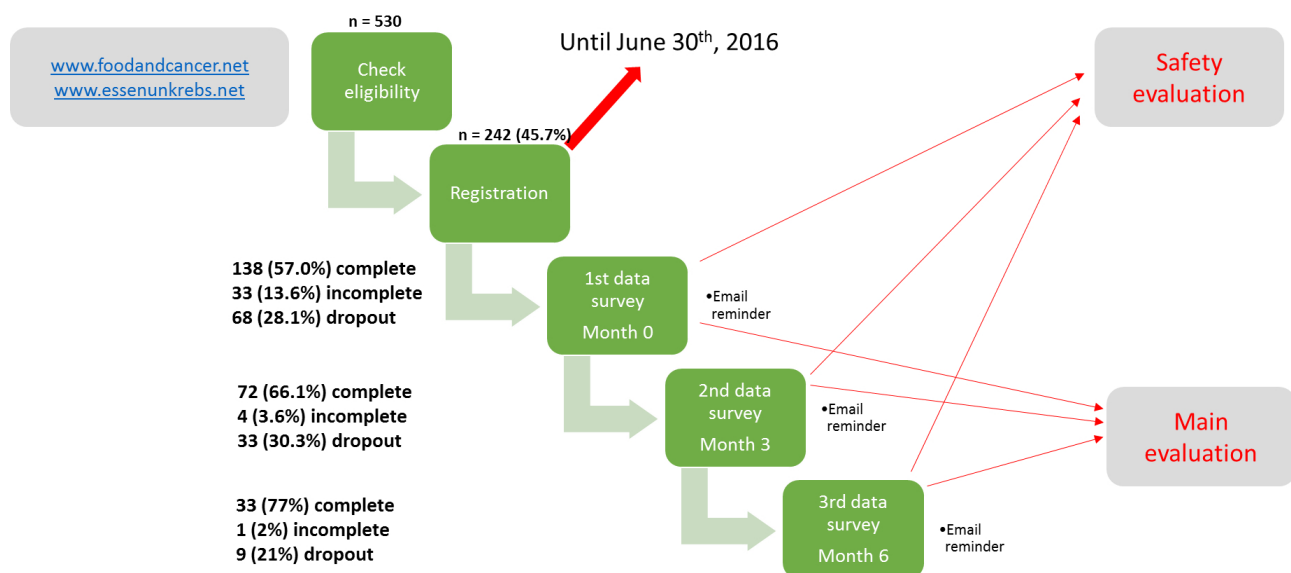 n = 530
www.foodandcancer.net
www.essenunkrebs.net
Check
eligibility
Until June 30th, 2016
Safety
evaluation
n = 242 (45.7%)
Registration
138 (57.0%) complete
33 (13.6%) incomplete
68 (28.1%) dropout
1st data
survey
Month 0
•Email
reminder
72 (66.1%) complete
4 (3.6%) incomplete
33 (30.3%) dropout
2nd data
survey
Month 3
•Email
reminder
Main
evaluation
33 (77%) complete
1 (2%) incomplete
9 (21%) dropout
3rd data
survey
Month 6
•Email
reminder